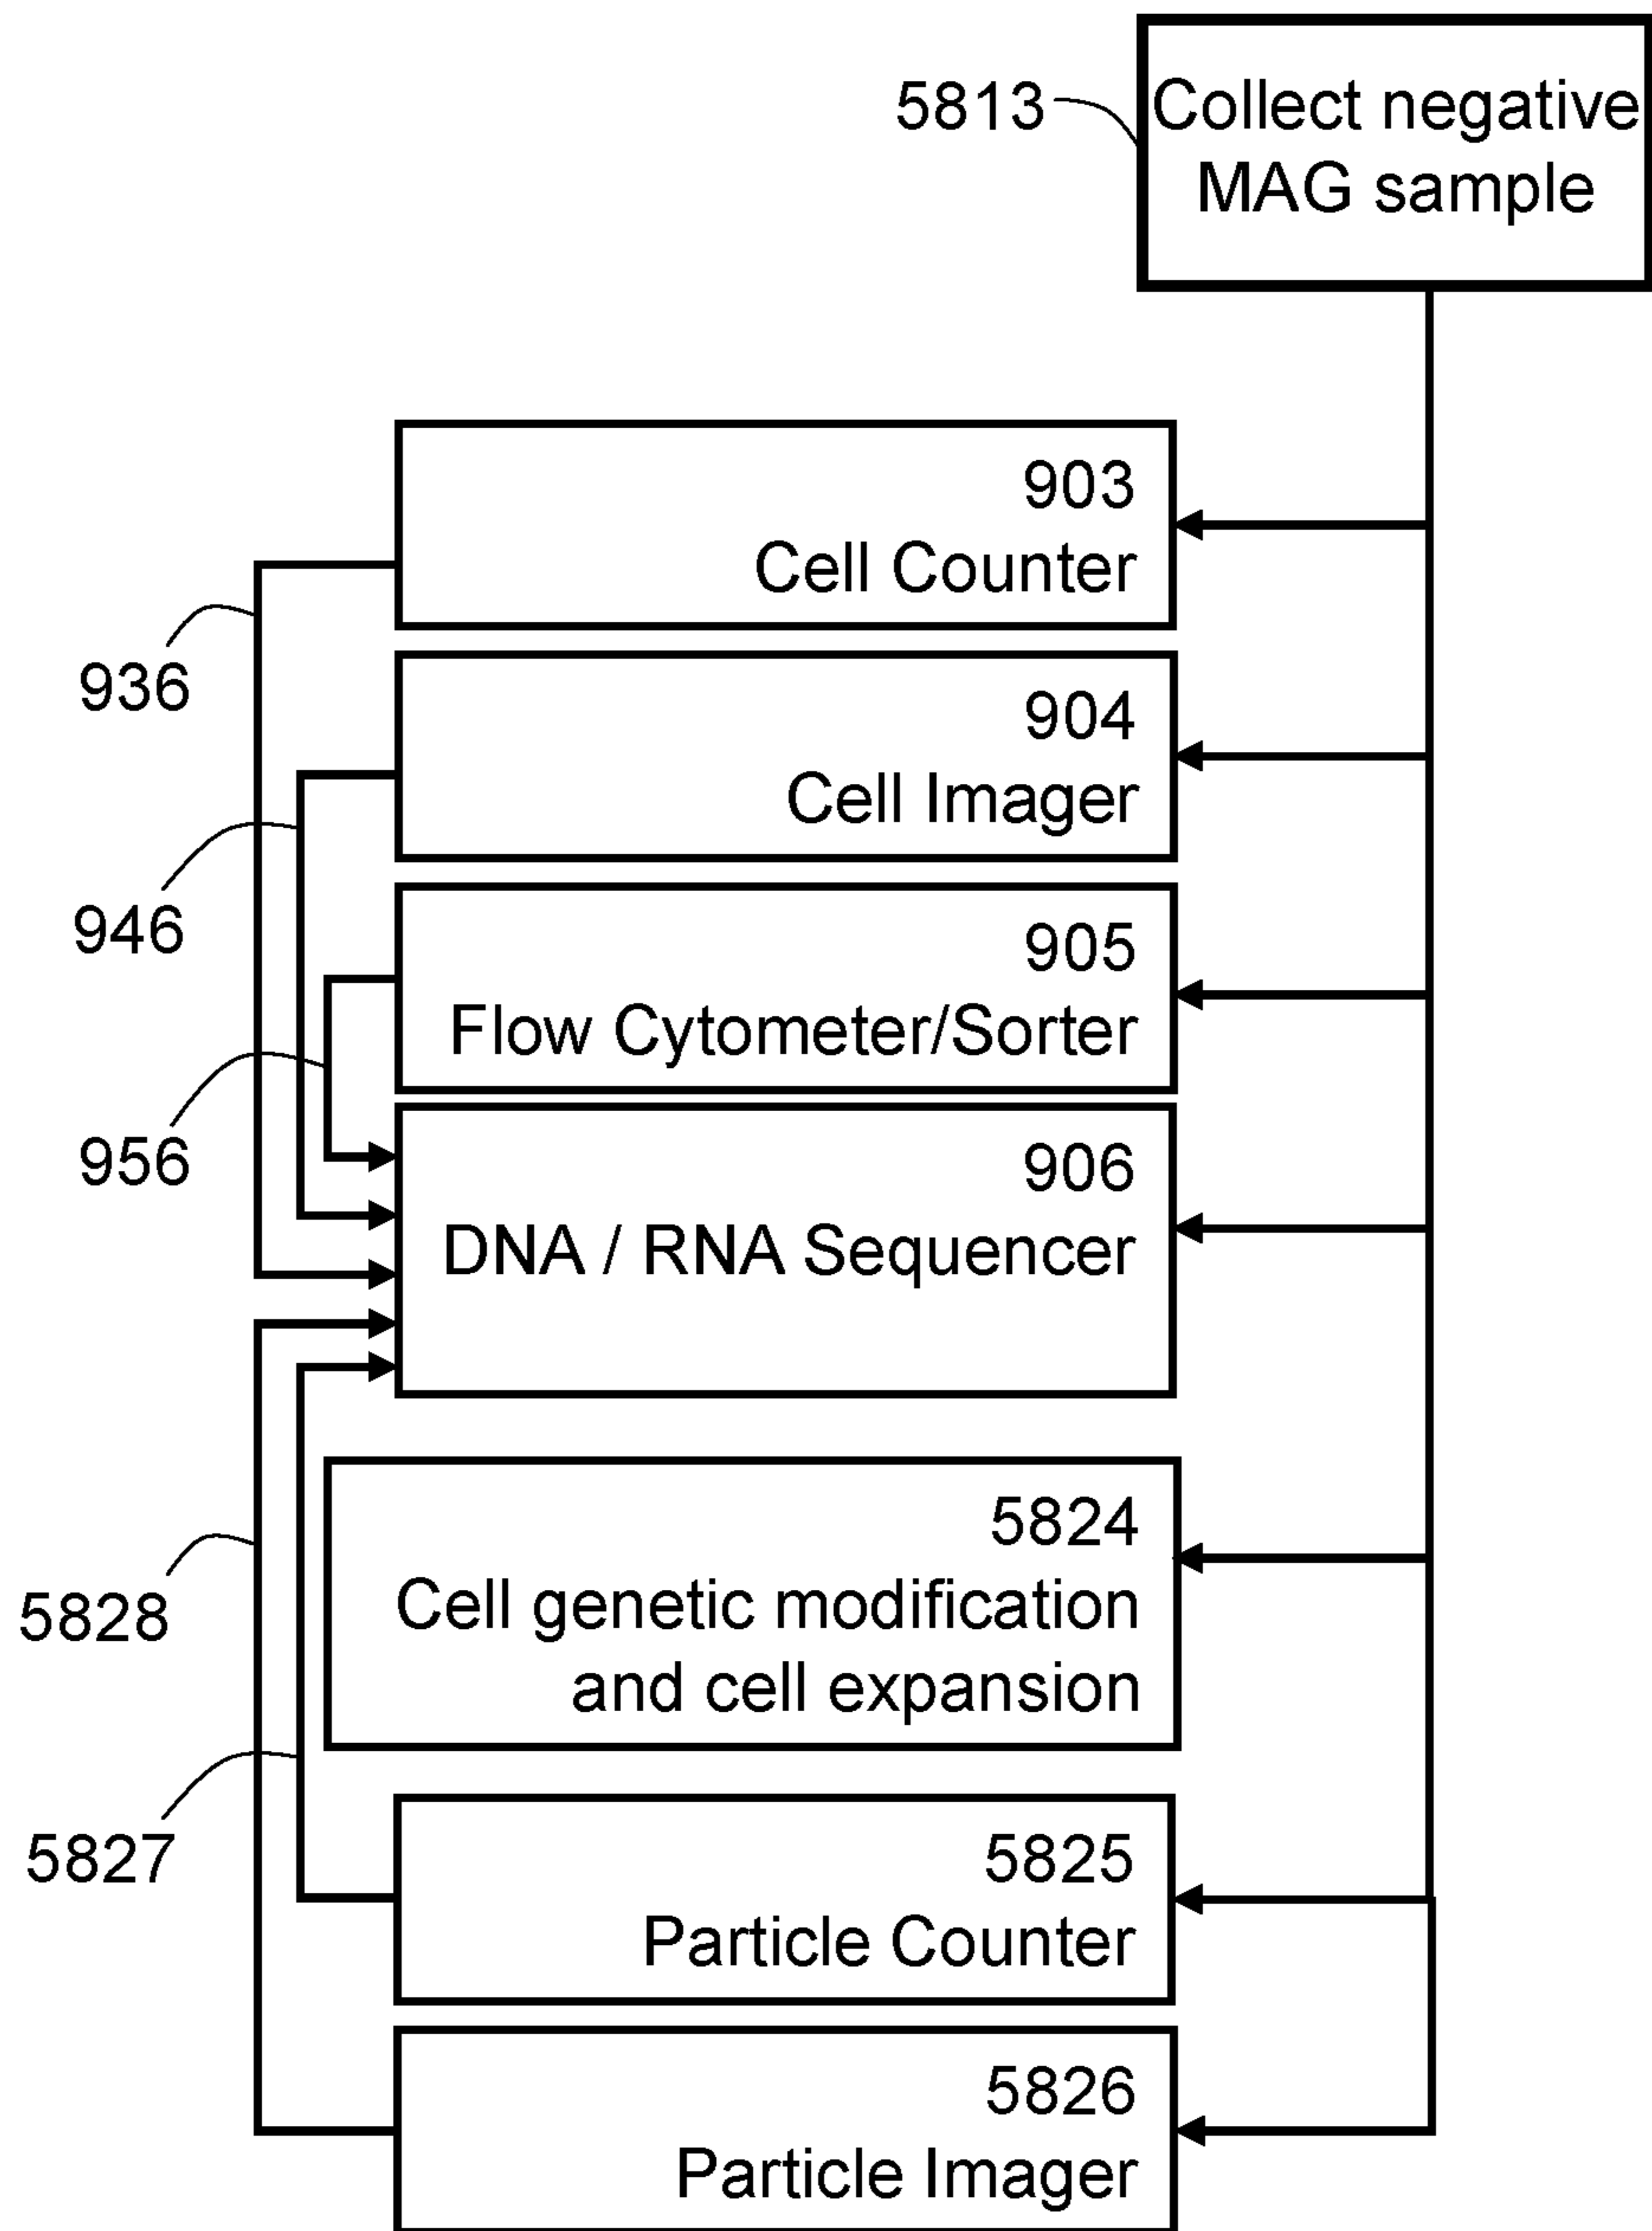 5813
Collect negative
MAG sample
903
Cell Counter
936
904
Cell Imager
946
905
Flow Cytometer/Sorter
956
906
DNA / RNA Sequencer
5824
Cell genetic modification
and cell expansion
5828
5827
5825
Particle Counter
5826
Particle Imager